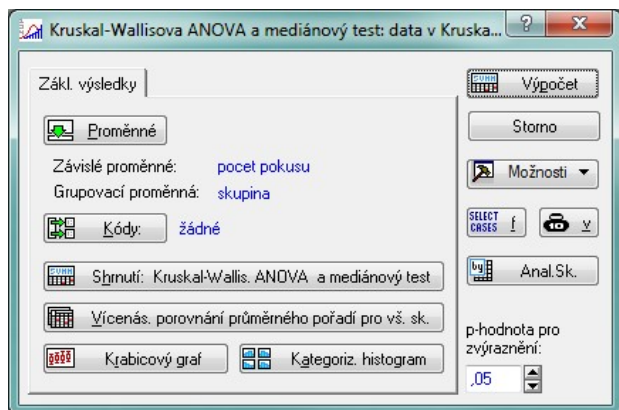 Kruskal-Wallisova ANOVA a mediánový test: data v Kruska...
Zákl. výsledky
Proměnné
Závislé proměnné: pocet pokusu
Grupovací proměnná: skupina
Kódy: žádné
Shrnutí: Kruskal-Wallis. ANOVA a mediánový test
Vícenás. porovnání průměrného pořadí pro vš. sk.
Krabicový graf
Kategoriz. histogram
Výpočet
Storno
Možnosti
SELECT CASES f
v
Anal.Sk.
p-hodnota pro
zvýraznění:
,05